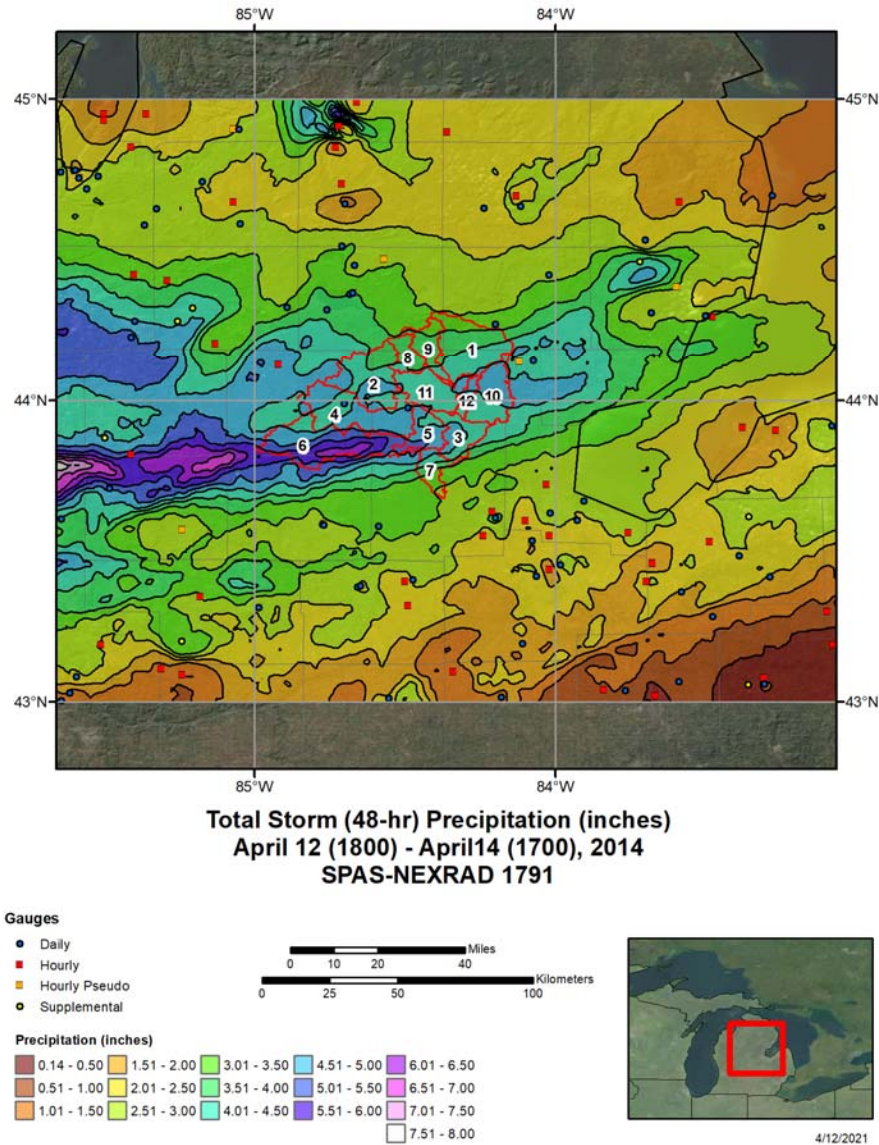 85°W 84°W
45°N 45°N
9
8 1
2
44°N 11 10 44°N
12
4
5 3
6
7
43°N 43°N
85°W 84°W
Total Storm (48-hr) Precipitation (inches)
April 12 (1800) - April14 (1700), 2014
SPAS-NEXRAD 1791
Gauges
Daily
Hourly
Hourly Pseudo
Supplemental
Miles
0 10 20 40
Kilometers
0 25 50 100
Precipitation (inches)
0.14 - 0.50 1.51 - 2.00 3.01 - 3.50 4.51 - 5.00 6.01 - 6.50
0.51 - 1.00 2.01 - 2.50 3.51 - 4.00 5.01 - 5.50 6.51 - 7.00
1.01 - 1.50 2.51 - 3.00 4.01 - 4.50 5.51 - 6.00 7.01 - 7.50
7.51 - 8.00
4/12/2021